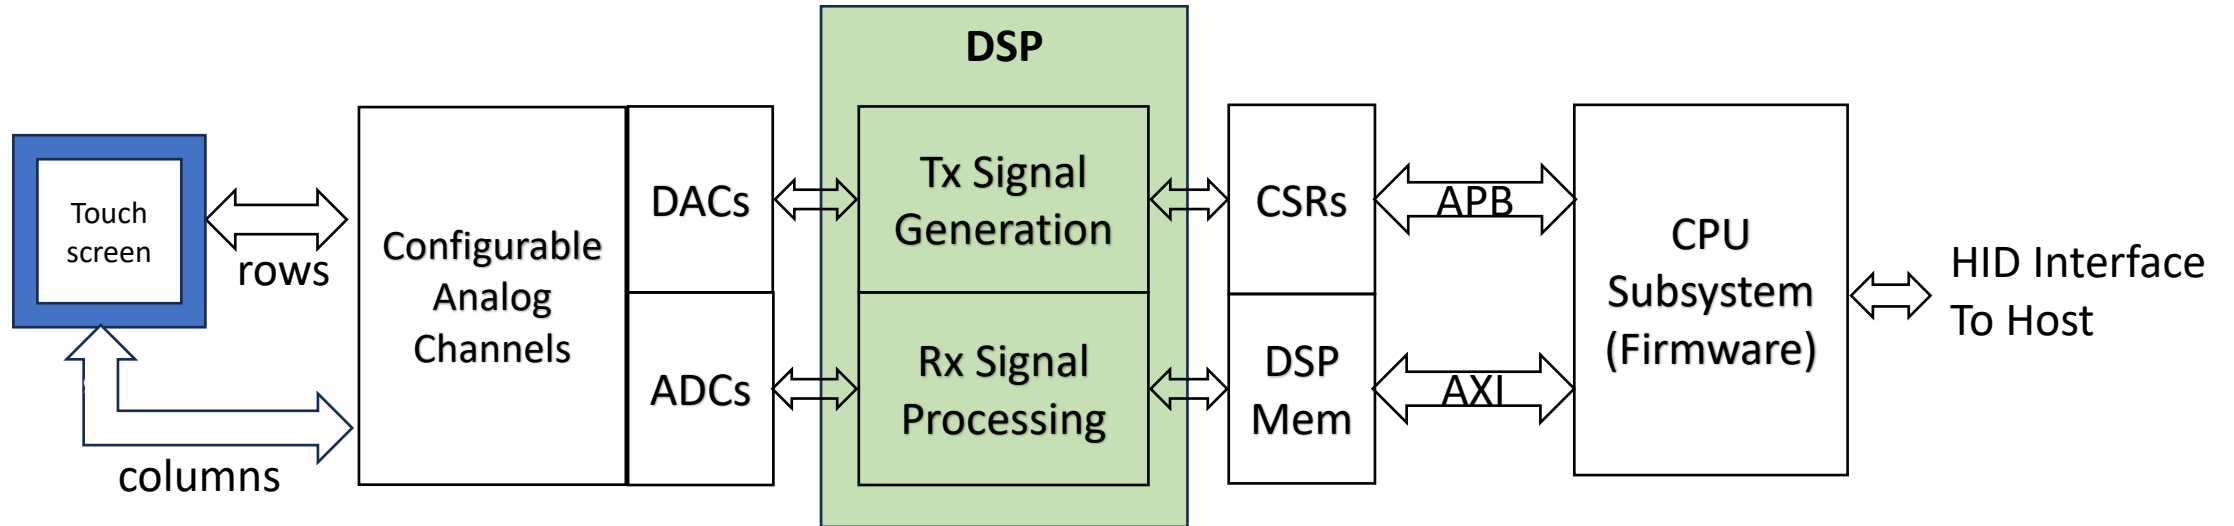 DSP
Touch
screen
rows
columns
Configurable
Analog
Channels
DACs
ADCs
Tx Signal
Generation
Rx Signal
Processing
CSRs
DSP
Mem
APB
AXI
CPU
Subsystem
(Firmware)
HID Interface
To Host